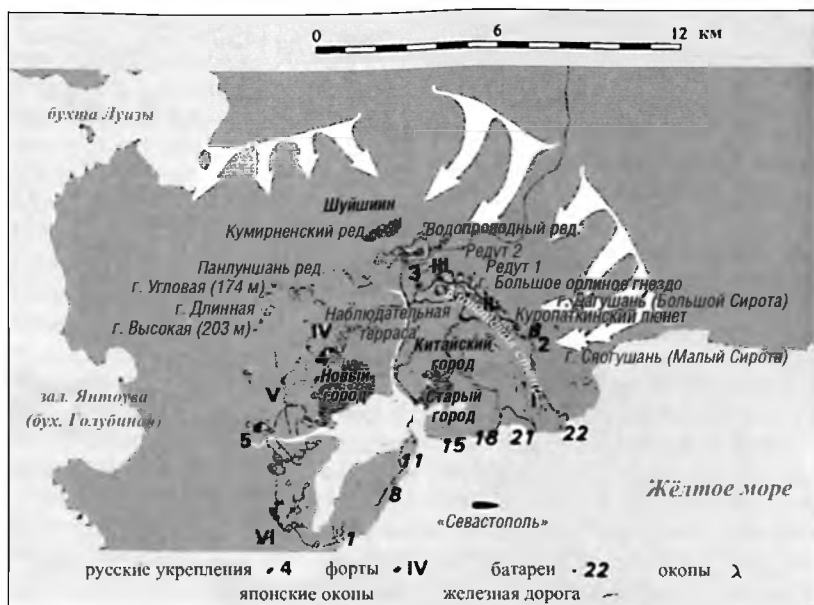 0 6 12 км
бухта Луизы
Шуйшиин
Кумирненский ред.
Водопроводный ред.
Редут 2
Панлуншань ред.
3 III
Редут 1
г. Угловая (174 м)
г. Большое орлиное гнездо
г. Длинная
II
г. Дагушань (Большой Сирота)
г. Высокая (203 м)
Наблюдательная
терраса
Куропаткинский люнет
IV
4
Китайский
город
2
г. Сяогушань (Малый Сирота)
Новый
город
V
зал. Янтоува
(бух. Голубиная)
Старый
город
I
5
15 18 21 22
11
8
Жёлтое море
«Севастополь»
VI 1
русские укрепления 4 форты IV батареи 22 окопы
японские окопы железная дорога